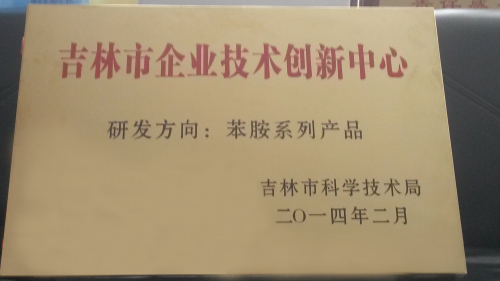 吉林市企业技术创新中心
研发方向：苯胺系列产品
吉林市科学技术局
二〇一四年二月